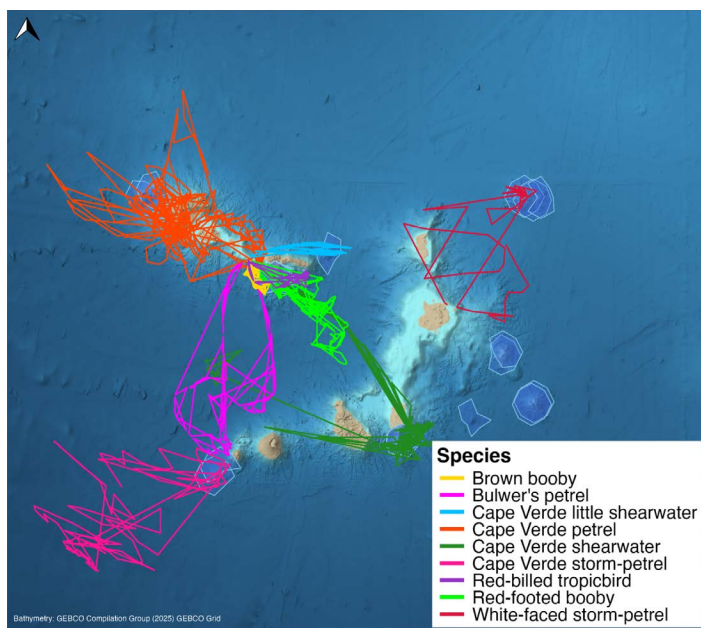 Species
Brown booby
Bulwer's petrel
Cape Verde little shearwater
Cape Verde petrel
Cape Verde shearwater
Cape Verde storm-petrel
Red-billed tropicbird
Red-footed booby
White-faced storm-petrel
Bathymetry: GEBCO Compilation Group (2025) GEBCO Grid